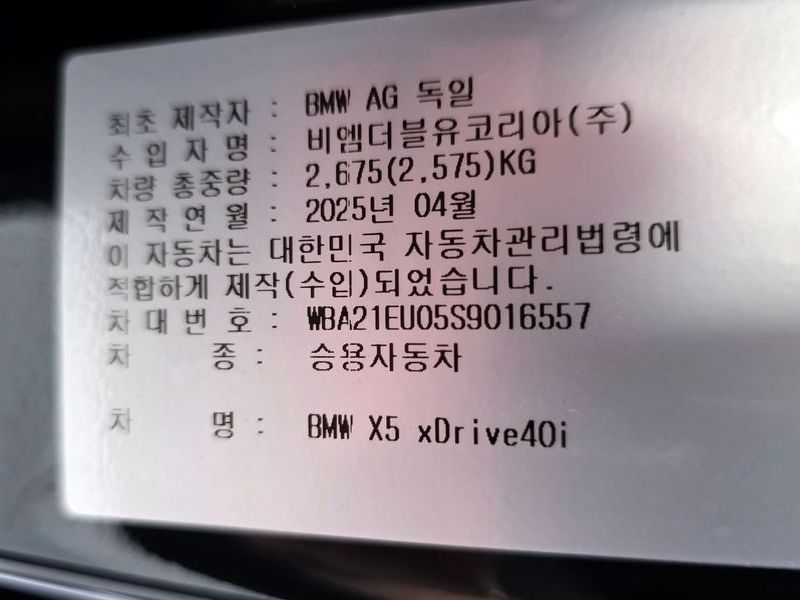 최초 제작자 : BMW AG 독일
수 입 자 명 : 비엠더블유코리아(주)
차량 총중량 : 2,675(2,575)KG
제 작 연 월 : 2025년 04월
이 자동차는 대한민국 자동차관리법령에
적합하게 제작(수입)되었습니다.
차 대 번 호 : WBA21EU05S9016557
차 종 : 승용자동차
차 명 : BMW X5 xDrive40i